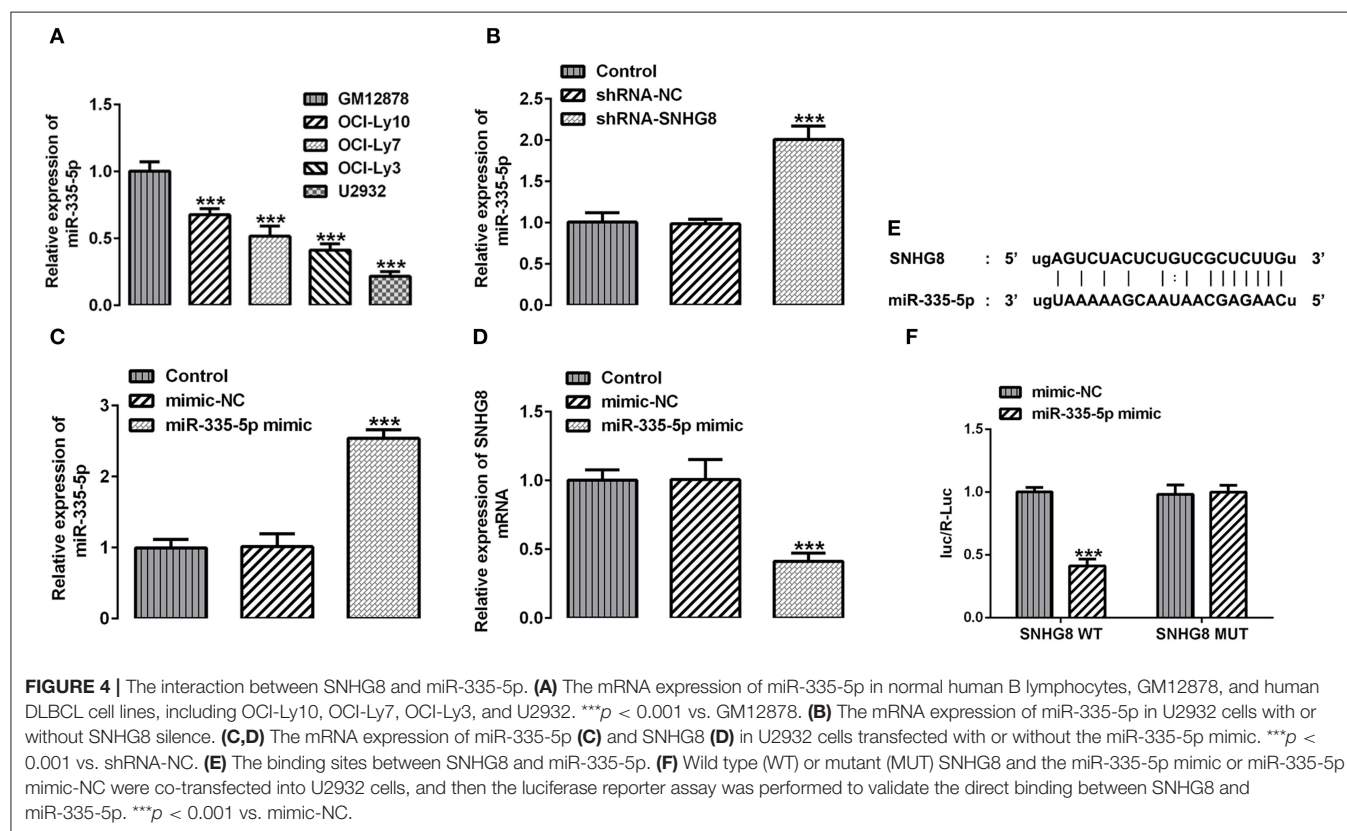 A
Relative expression of
miR-335-5p
1.5
1.0
0.5
0.0
GM12878
OCI-Ly10
OCI-Ly7
OCI-Ly3
U2932
***
***
***
***
B
Control
shRNA-NC
shRNA-SNHG8
Relative expression of
miR-335-5p
2.5
2.0
1.5
1.0
0.5
0.0
***
E
SNHG8 : 5’ ugAGUCUACUCUGUCGCUCUUGu 3’
| | | | | : | | | | | | | |
miR-335-5p : 3’ ugUAAAAAGCAAUAACGAGAACu 5’
C
Control
mimic-NC
miR-335-5p mimic
Relative expression of
miR-335-5p
3
2
1
0
***
D
Control
mimic-NC
miR-335-5p mimic
Relative expression of SNHG8
mRNA
1.5
1.0
0.5
0.0
***
F
mimic-NC
miR-335-5p mimic
luc/R-Luc
1.5
1.0
0.5
0.0
***
SNHG8 WT SNHG8 MUT
FIGURE 4 | The interaction between SNHG8 and miR-335-5p. (A) The mRNA expression of miR-335-5p in normal human B lymphocytes, GM12878, and human
DLBCL cell lines, including OCI-Ly10, OCI-Ly7, OCI-Ly3, and U2932. ***p < 0.001 vs. GM12878. (B) The mRNA expression of miR-335-5p in U2932 cells with or
without SNHG8 silence. (C,D) The mRNA expression of miR-335-5p (C) and SNHG8 (D) in U2932 cells transfected with or without the miR-335-5p mimic. ***p <
0.001 vs. shRNA-NC. (E) The binding sites between SNHG8 and miR-335-5p. (F) Wild type (WT) or mutant (MUT) SNHG8 and the miR-335-5p mimic or miR-335-5p
mimic-NC were co-transfected into U2932 cells, and then the luciferase reporter assay was performed to validate the direct binding between SNHG8 and
miR-335-5p. ***p < 0.001 vs. mimic-NC.